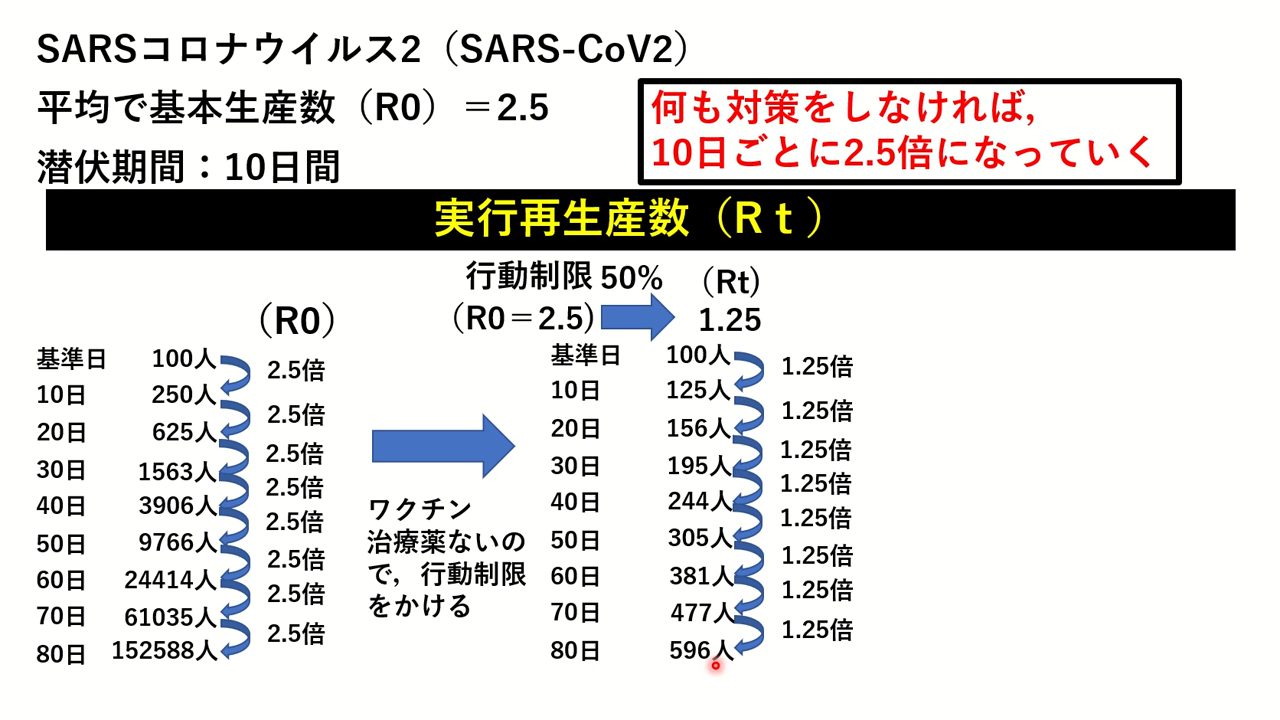 SARSコロナウイルス2（SARS-CoV2）
平均で基本生産数（R0）＝2.5
潜伏期間：10日間
何も対策をしなければ,
10日ごとに2.5倍になっていく
実行再生産数（Rｔ）
行動制限 50%
（R0＝2.5）
（Rt）
1.25
（R0）
基準日 100人
10日 250人
20日 625人
30日 1563人
40日 3906人
50日 9766人
60日 24414人
70日 61035人
80日 152588人
2.5倍
2.5倍
2.5倍
2.5倍
2.5倍
2.5倍
2.5倍
2.5倍
ワクチン
治療薬ないの
で，行動制限
をかける
基準日 100人
10日 125人
20日 156人
30日 195人
40日 244人
50日 305人
60日 381人
70日 477人
80日 596人
1.25倍
1.25倍
1.25倍
1.25倍
1.25倍
1.25倍
1.25倍
1.25倍